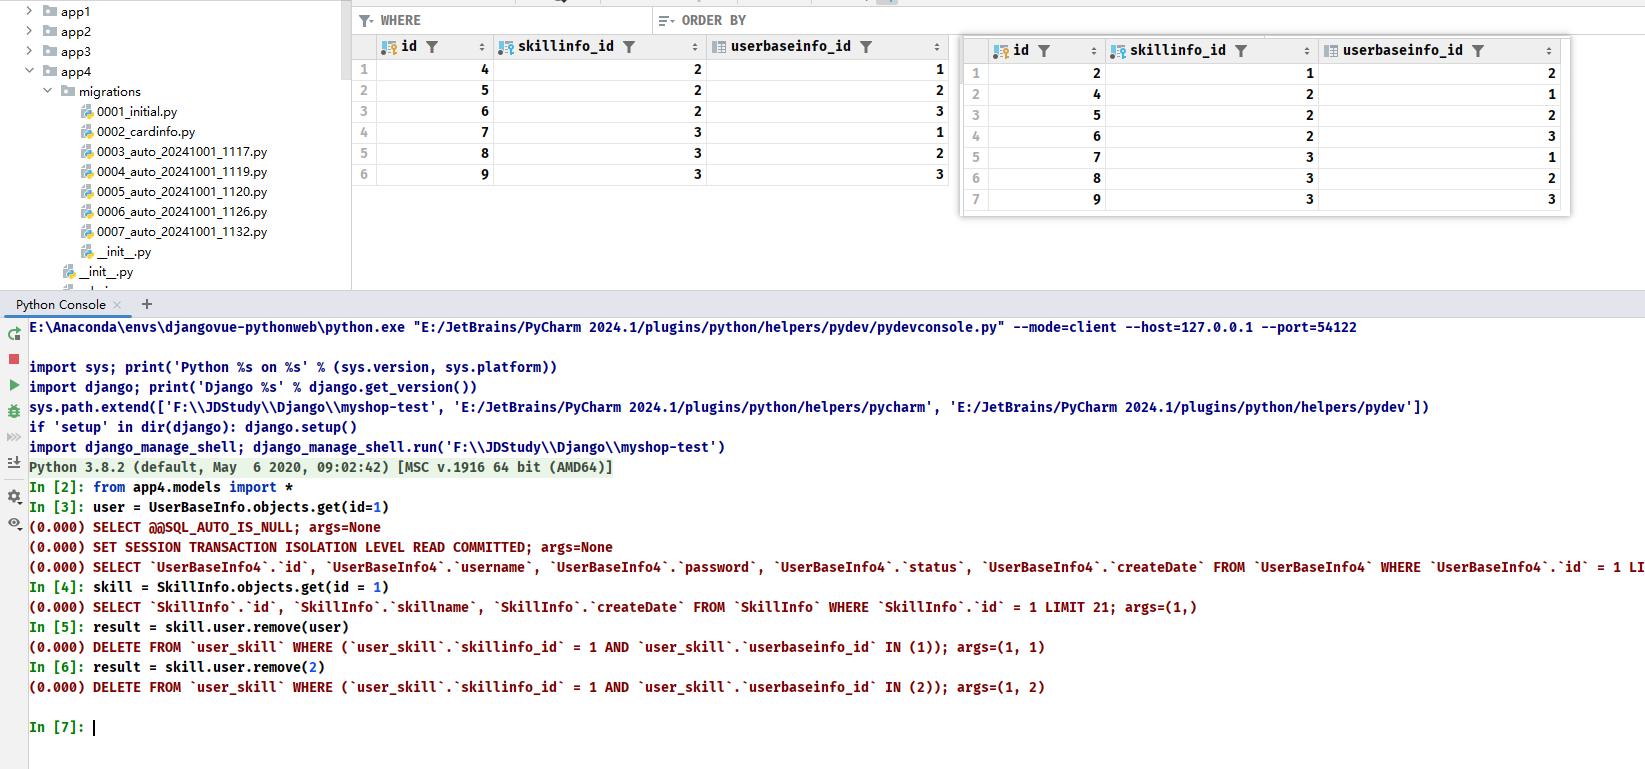 app1
app2
app3
app4
migrations
0001_initial.py
0002_cardinfo.py
0003_auto_20241001_1117.py
0004_auto_20241001_1119.py
0005_auto_20241001_1120.py
0006_auto_20241001_1126.py
0007_auto_20241001_1132.py
__init__.py
__init__.py
WHERE ORDER BY
id skillinfo_id userbaseinfo_id
1 4 2 1
2 5 2 2
3 6 2 3
4 7 3 1
5 8 3 2
6 9 3 3
id skillinfo_id userbaseinfo_id
1 2 1 2
2 4 2 1
3 5 2 2
4 6 2 3
5 7 3 1
6 8 3 2
7 9 3 3
Python Console × +
E:\Anaconda\envs\djangovue-pythonweb\python.exe "E:/JetBrains/PyCharm 2024.1/plugins/python/helpers/pydev/pydevconsole.py" --mode=client --host=127.0.0.1 --port=54122
import sys; print('Python %s on %s' % (sys.version, sys.platform))
import django; print('Django %s' % django.get_version())
sys.path.extend(['F:\\JDStudy\\Django\\myshop-test', 'E:/JetBrains/PyCharm 2024.1/plugins/python/helpers/pycharm', 'E:/JetBrains/PyCharm 2024.1/plugins/python/helpers/pydev'])
if 'setup' in dir(django): django.setup()
import django_manage_shell; django_manage_shell.run('F:\\JDStudy\\Django\\myshop-test')
Python 3.8.2 (default, May  6 2020, 09:02:42) [MSC v.1916 64 bit (AMD64)]
In [2]: from app4.models import *
In [3]: user = UserBaseInfo.objects.get(id=1)
(0.000) SELECT @@SQL_AUTO_IS_NULL; args=None
(0.000) SET SESSION TRANSACTION ISOLATION LEVEL READ COMMITTED; args=None
(0.000) SELECT `UserBaseInfo4`.`id`, `UserBaseInfo4`.`username`, `UserBaseInfo4`.`password`, `UserBaseInfo4`.`status`, `UserBaseInfo4`.`createDate` FROM `UserBaseInfo4` WHERE `UserBaseInfo4`.`id` = 1 LI
In [4]: skill = SkillInfo.objects.get(id = 1)
(0.000) SELECT `SkillInfo`.`id`, `SkillInfo`.`skillname`, `SkillInfo`.`createDate` FROM `SkillInfo` WHERE `SkillInfo`.`id` = 1 LIMIT 21; args=(1,)
In [5]: result = skill.user.remove(user)
(0.000) DELETE FROM `user_skill` WHERE (`user_skill`.`skillinfo_id` = 1 AND `user_skill`.`userbaseinfo_id` IN (1)); args=(1, 1)
In [6]: result = skill.user.remove(2)
(0.000) DELETE FROM `user_skill` WHERE (`user_skill`.`skillinfo_id` = 1 AND `user_skill`.`userbaseinfo_id` IN (2)); args=(1, 2)
In [7]: